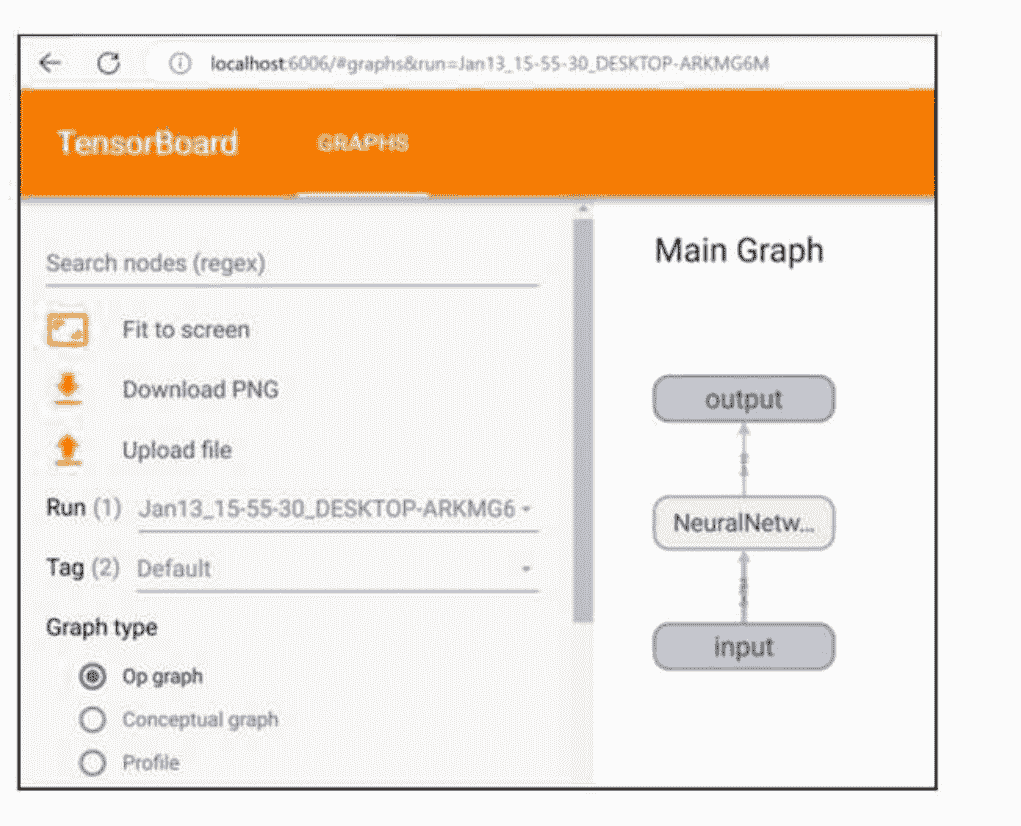 localhost:6006/#graphs&run=Jan13_15-55-30_DESKTOP-ARKMG6M
TensorBoard GRAPHS
Search nodes (regex)
Fit to screen
Download PNG
Upload file
Run (1) Jan13_15-55-30_DESKTOP-ARKMG6
Tag (2) Default
Graph type
Op graph
Conceptual graph
Profile
Main Graph
output
NeuralNetw...
input